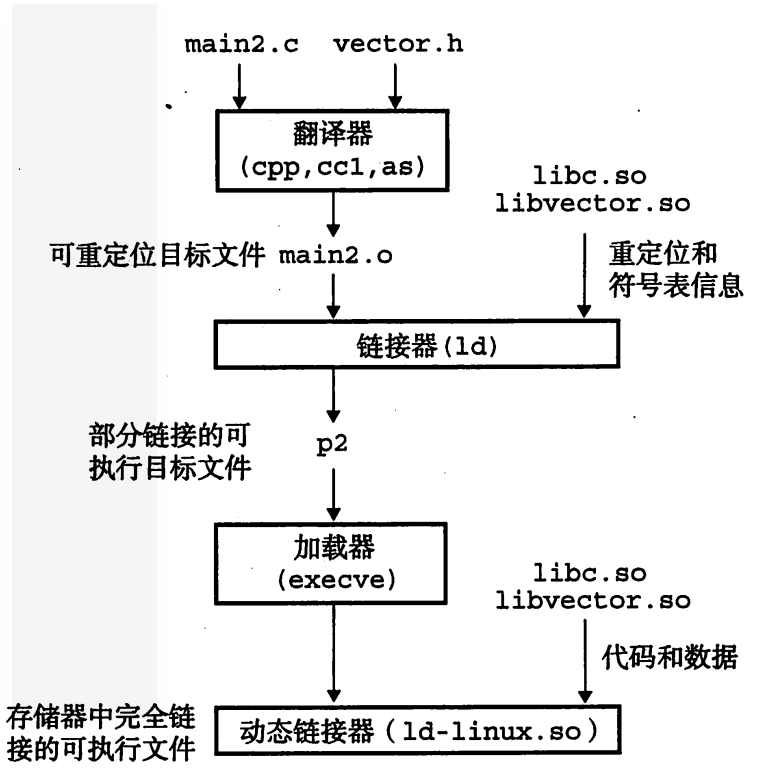 main2.c vector.h
翻译器
(cpp,cc1,as)
libc.so
libvector.so
可重定位目标文件 main2.o
重定位和
符号表信息
链接器(ld)
部分链接的可
执行目标文件
p2
加载器
(execve)
libc.so
libvector.so
代码和数据
存储器中完全链
接的可执行文件
动态链接器(ld-linux.so)